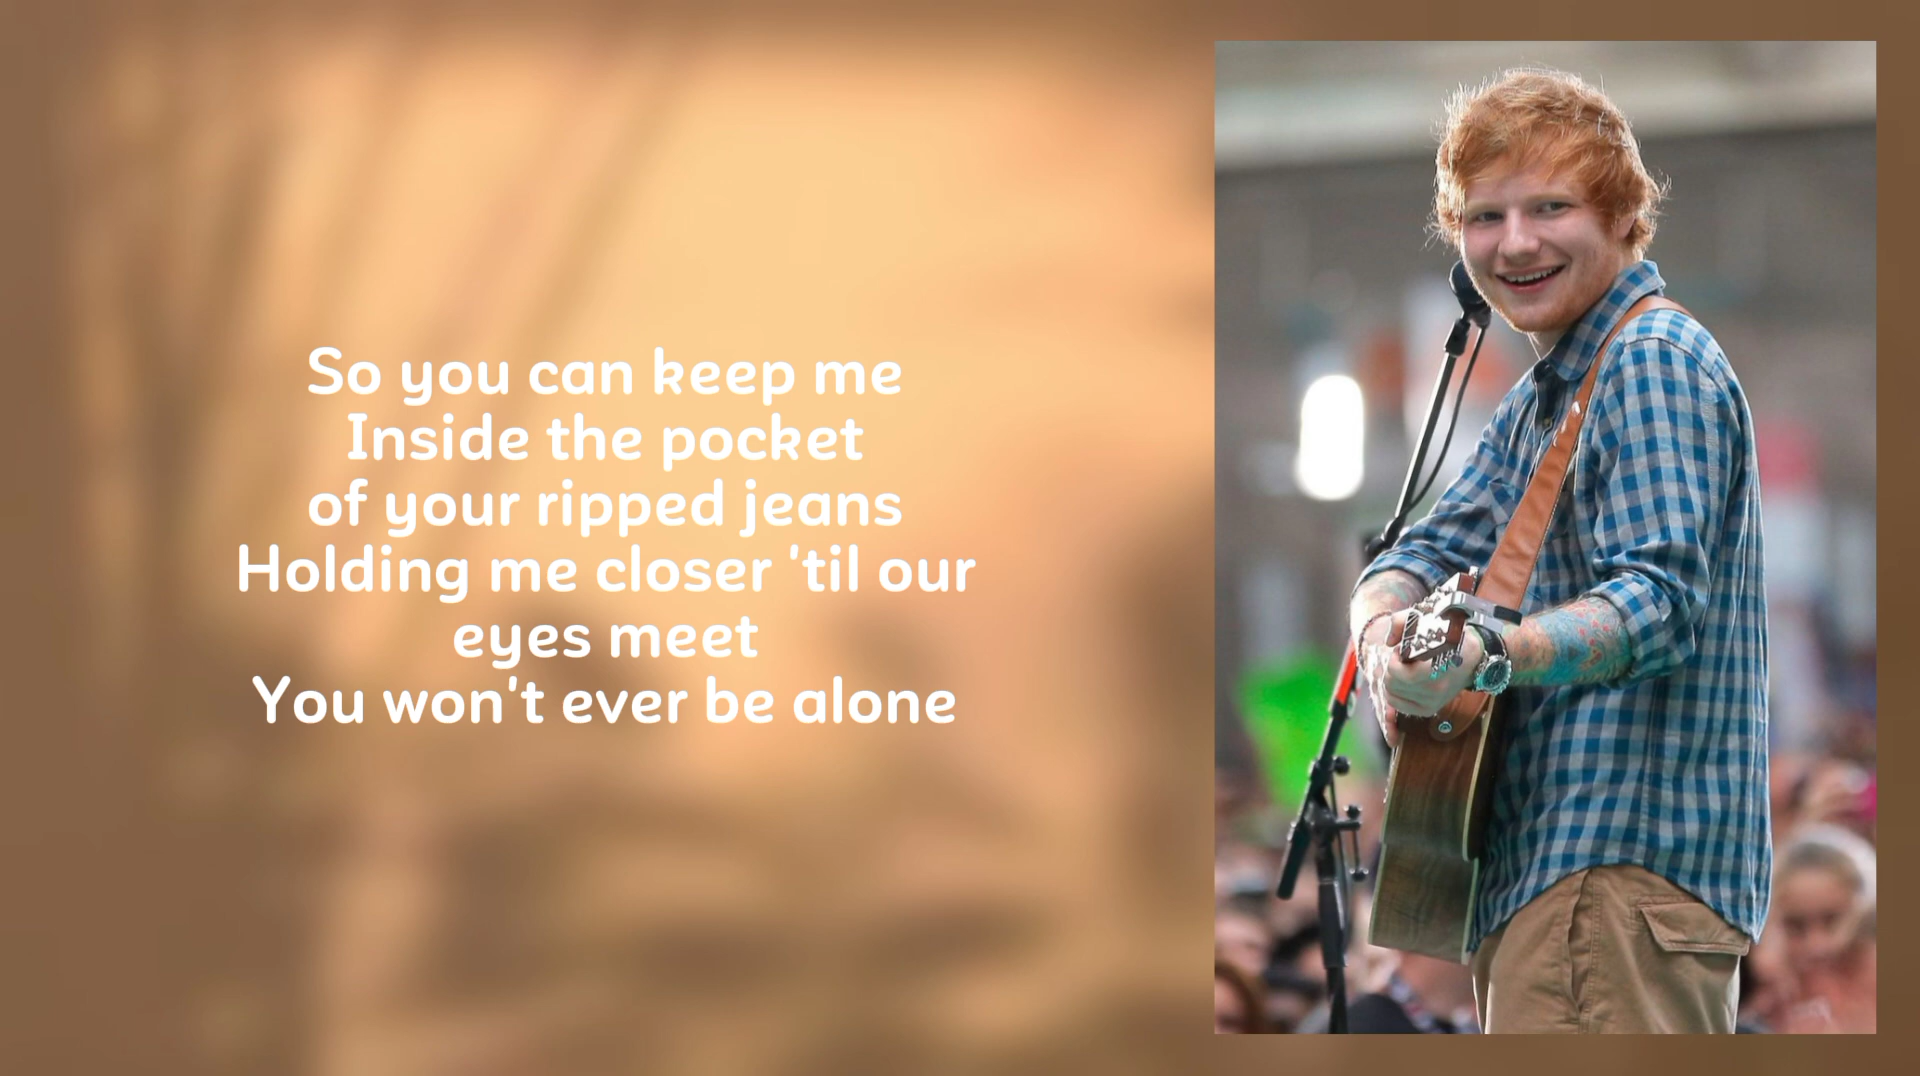 So you can keep me
Inside the pocket
of your ripped jeans
Holding me closer 'til our
eyes meet
You won't ever be alone